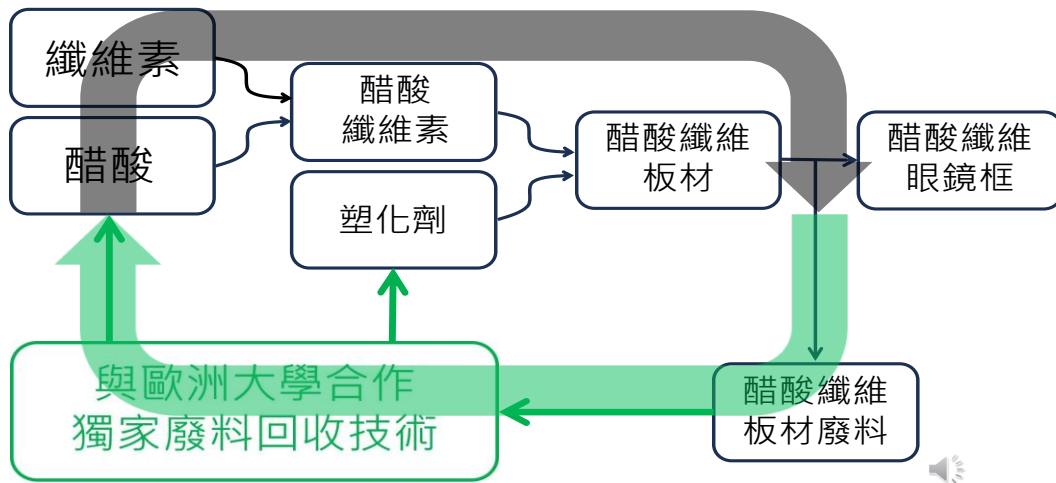 纖維素
醋酸
醋酸
纖維素
塑化劑
醋酸纖維
板材
醋酸纖維
眼鏡框
醋酸纖維
板材廢料
與歐洲大學合作
獨家廢料回收技術